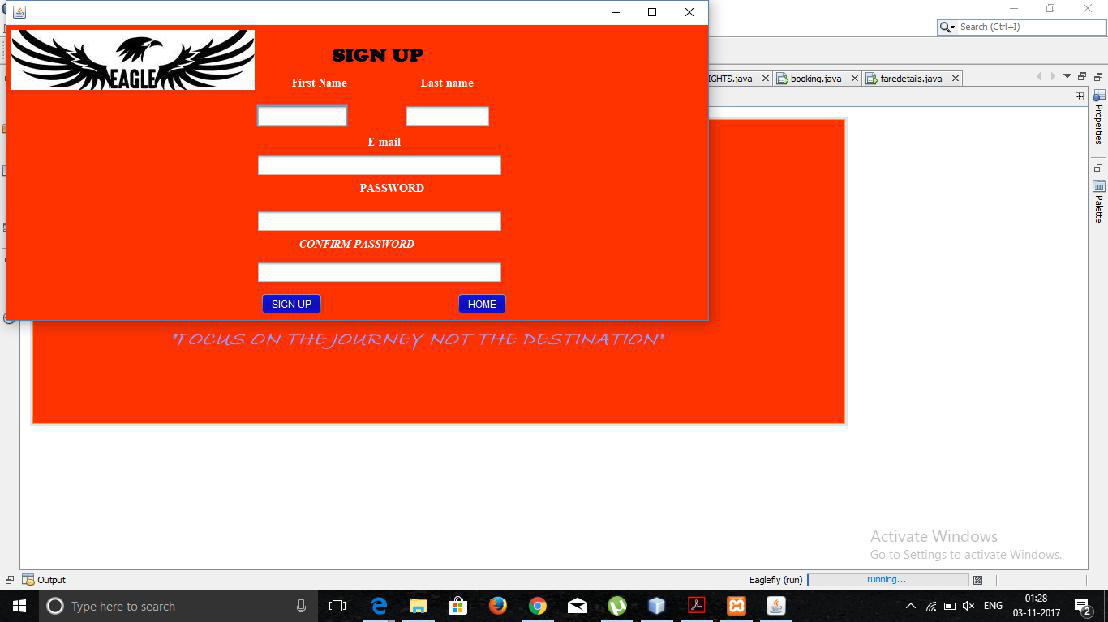 Search (Ctrl+I)
EAGLE
SIGN UP
First Name
Last name
IGHTS.java
booking.java
faredetails.java
E mail
PASSWORD
CONFIRM PASSWORD
SIGN UP
HOME
Properties
Palette
"FOCUS ON THE JOURNEY NOT THE DESTINATION"
Activate Windows
Go to Settings to activate Windows.
Output
Eaglefly (run)
running...
Type here to search
ENG
01:28
03-11-2017
2